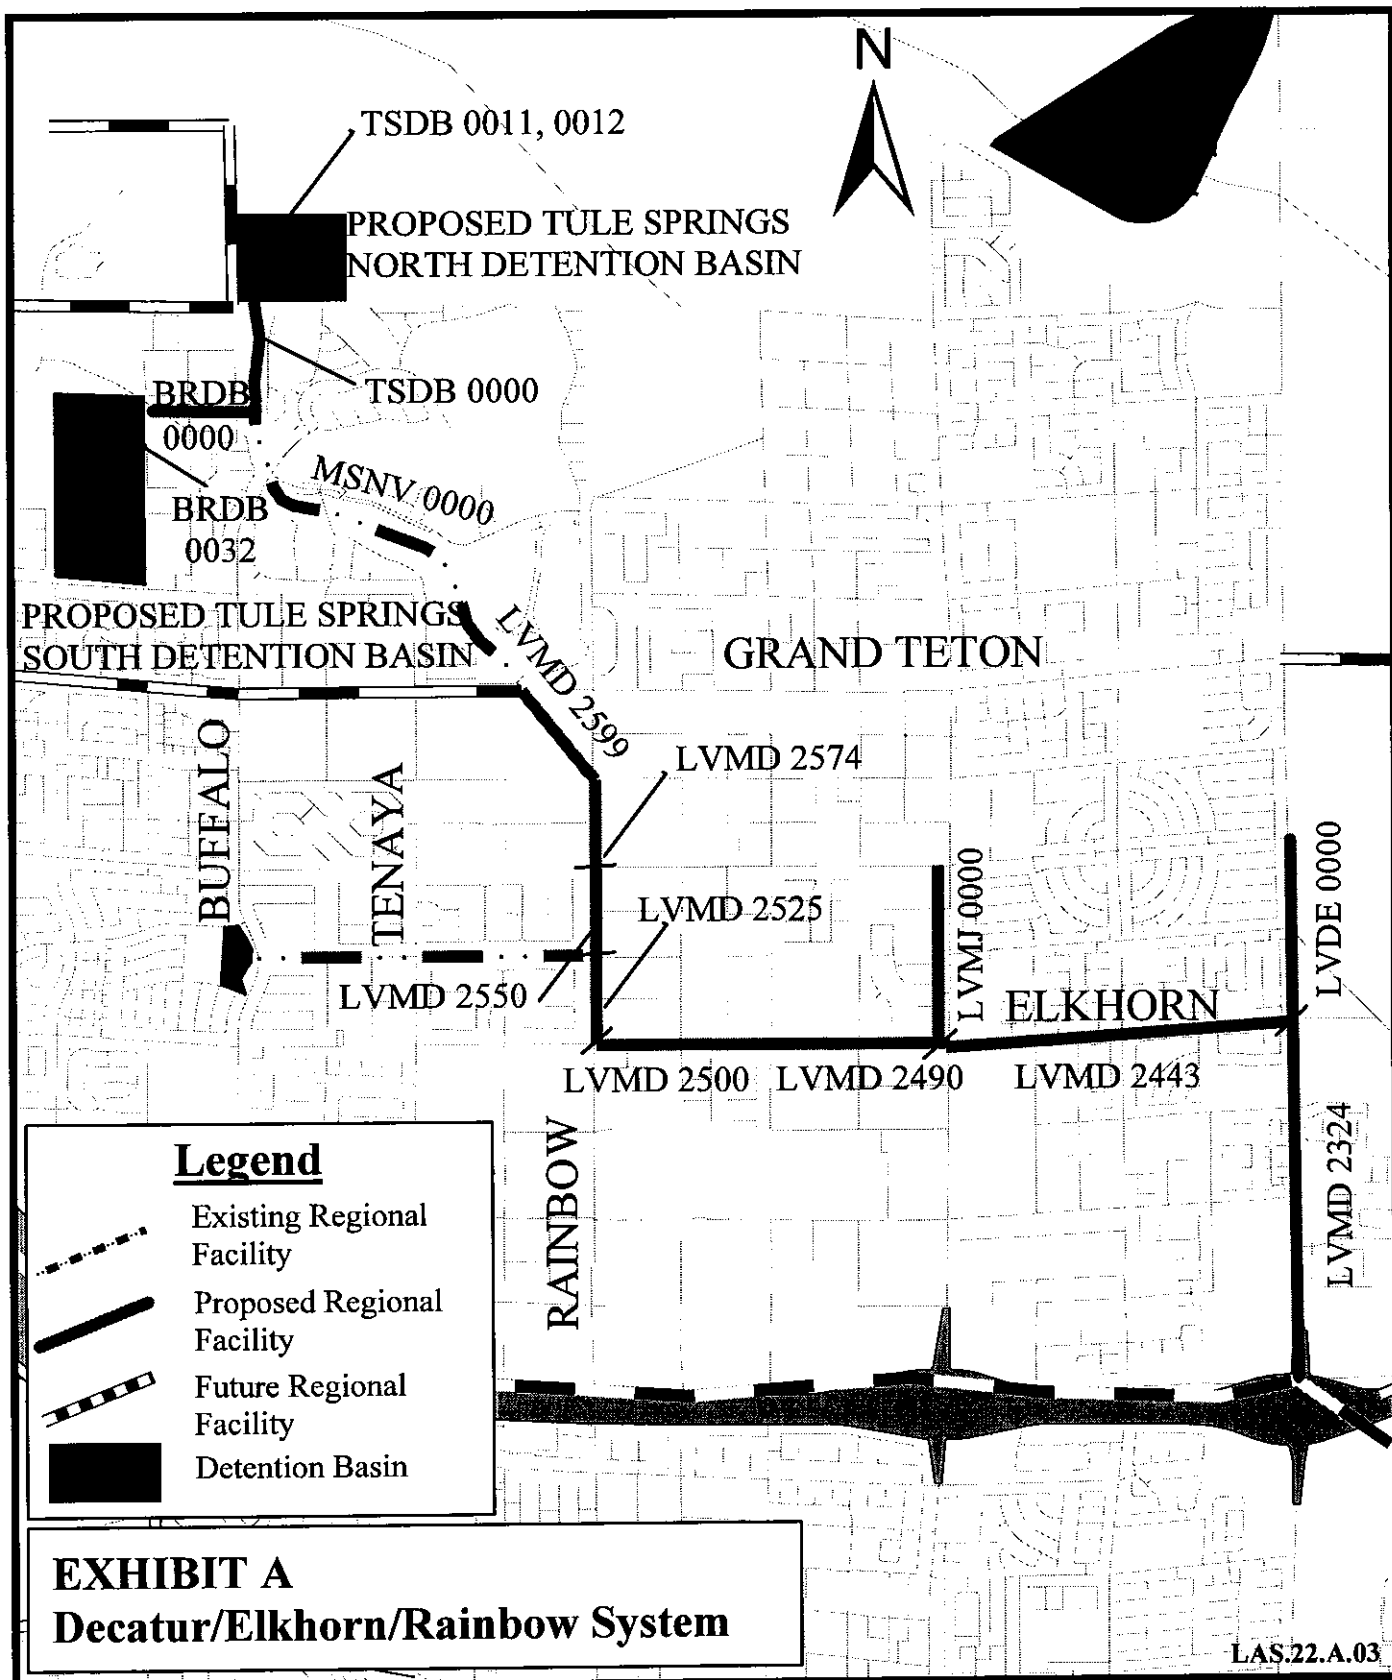 N
TSDB 0011, 0012
PROPOSED TULE SPRINGS
NORTH DETENTION BASIN
TSDB 0000
BRDB
0000
MSNV 0000
BRDB
0032
PROPOSED TULE SPRINGS
SOUTH DETENTION BASIN
LVMD 2599
GRAND TETON
BUFFALO
TENAYA
LVMD 2574
LVMD 2525
LVMD 2550
LVMJ 0000
ELKHORN
LVDE 0000
LVMD 2500
LVMD 2490
LVMD 2443
RAINBOW
LVMD 2324
Legend
Existing Regional
Facility
Proposed Regional
Facility
Future Regional
Facility
Detention Basin
EXHIBIT A
Decatur/Elkhorn/Rainbow System
LAS.22.A.03